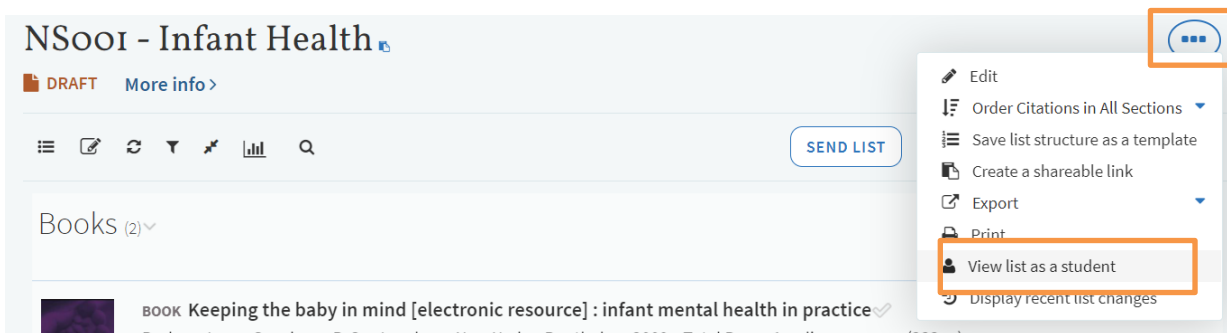 NS001 - Infant Health
DRAFT More info >
SEND LIST
Edit
Order Citations in All Sections
Save list structure as a template
Create a shareable link
Export
Print
View list as a student
Display recent list changes
Books (2)
BOOK Keeping the baby in mind [electronic resource] : infant mental health in practice